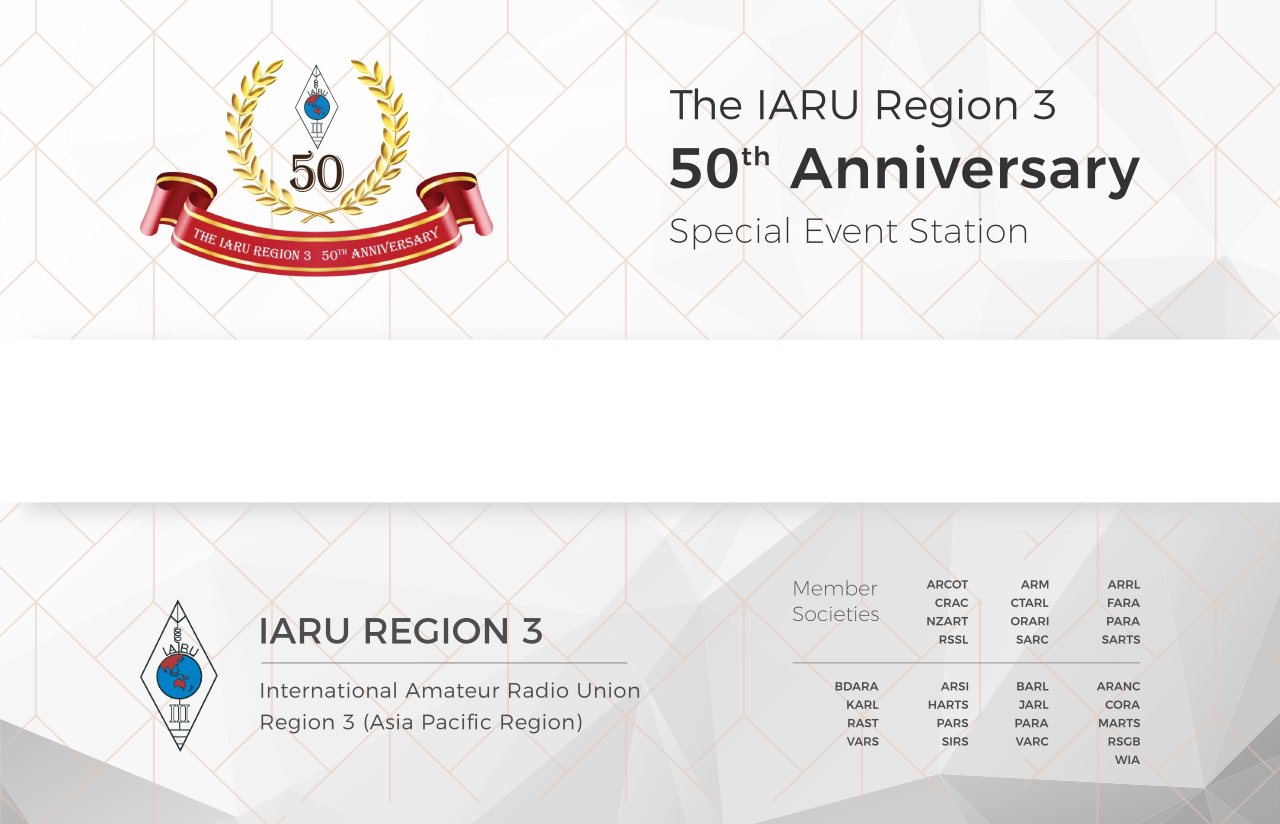 IARU
III
50
THE IARU REGION 3 50TH ANNIVERSARY
The IARU Region 3
50th Anniversary
Special Event Station
IARU
III
IARU REGION 3
International Amateur Radio Union
Region 3 (Asia Pacific Region)
Member
Societies
ARCOT ARM ARRL
CRAC CTARL FARA
NZART ORARI PARA
RSSL SARC SARTS
BDARA ARSI BARL ARANC
KARL HARTS JARL CORA
RAST PARS PARA MARTS
VARS SIRS VARC RSGB
WIA